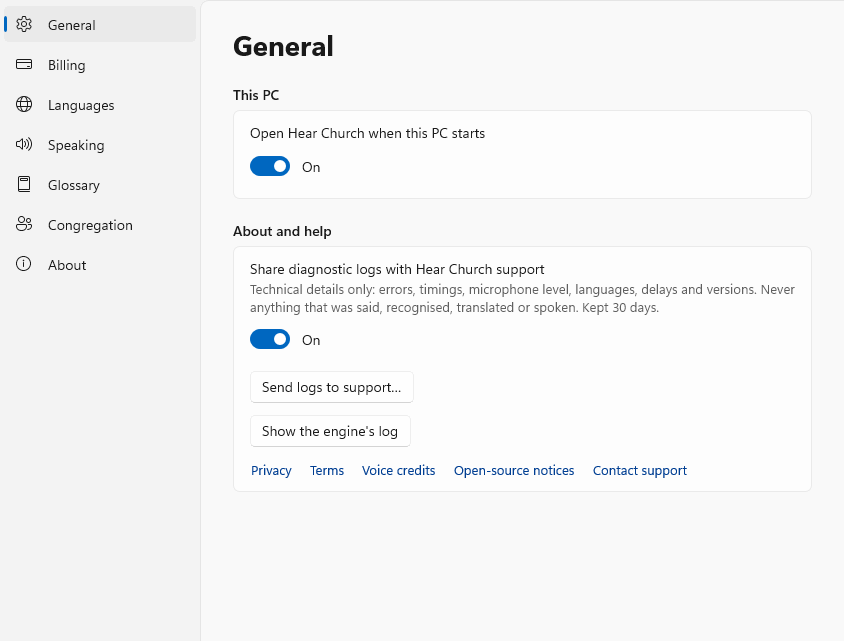 General
Billing
Languages
Speaking
Glossary
Congregation
About
General
This PC
Open Hear Church when this PC starts
On
About and help
Share diagnostic logs with Hear Church support
Technical details only: errors, timings, microphone level, languages, delays and versions. Never
anything that was said, recognised, translated or spoken. Kept 30 days.
On
Send logs to support...
Show the engine's log
Privacy Terms Voice credits Open-source notices Contact support